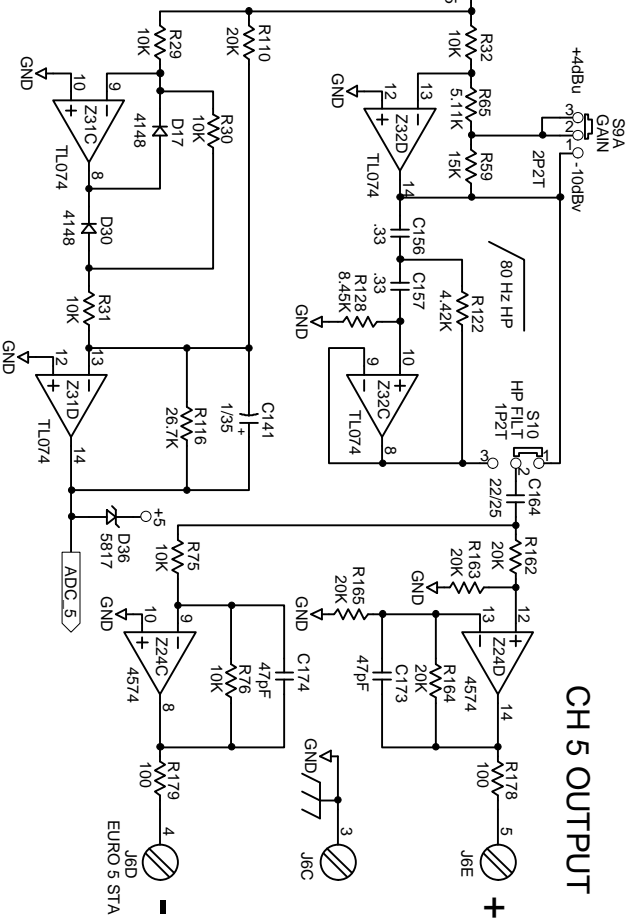 CH 5 OUTPUT
+4dBu
S9A
GAIN
3
2
1
-10dBv
2P2T
R32
10K
R65
5.11K
R59
15K
13
12
14
Z32D
TL074
GND
80 Hz HP
C156
.33
C157
.33
R122
4.42K
R128
8.45K
GND
10
9
8
Z32C
TL074
S10
HP FILT
1P2T
3
2
1
C164
22/25
R162
20K
R163
20K
GND
R165
20K
GND
12
13
14
Z24D
4574
R164
20K
C173
47pF
R178
100
5
J6E
+
GND
3
J6C
R75
10K
9
10
8
Z24C
4574
GND
R76
10K
C174
47pF
R179
100
4
J6D
EURO 5 STA
-
R110
20K
R29
10K
R30
10K
D17
4148
9
10
8
Z31C
TL074
GND
D30
4148
R31
10K
13
12
14
Z31D
TL074
GND
R116
26.7K
C141
1/35
+
+5
D36
5817
ADC_5